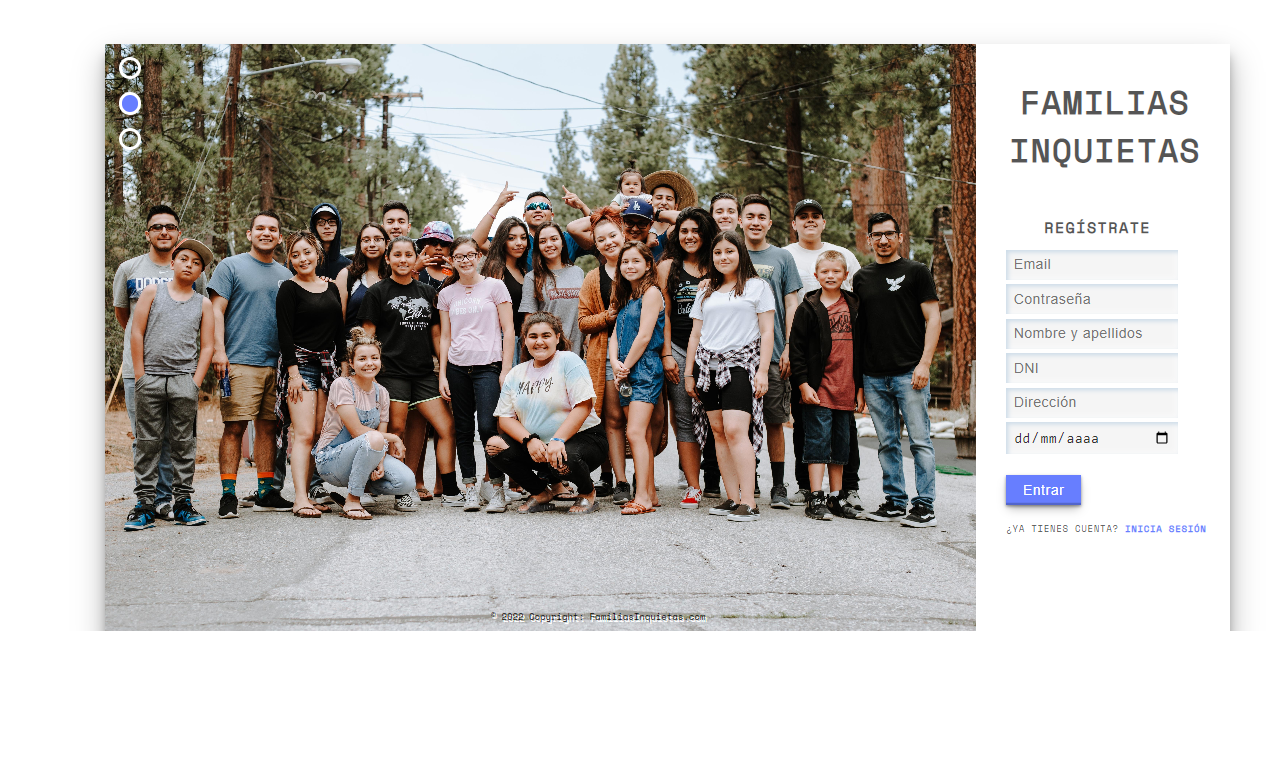 FAMILIAS
INQUIETAS
REGÍSTRATE
Email
Contraseña
Nombre y apellidos
DNI
Dirección
dd/mm/aaaa
Entrar
¿YA TIENES CUENTA? INICIA SESIÓN
YAPPY.
© 2022 Copyright: FamiliasInquietas.com